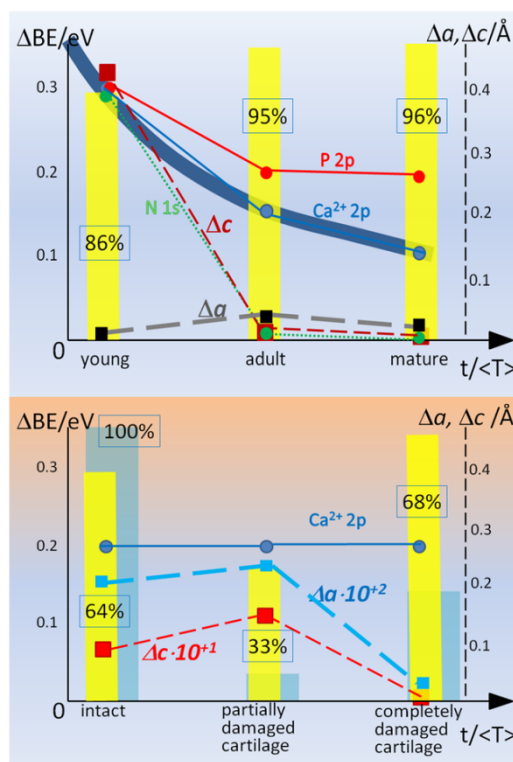 ΔBE/eV
Δa,Δc/Å
0.3
0.4
95%
96%
P 2p
0.3
0.2
N 1s
Δc
Ca²⁺ 2p
0.2
86%
0.1
0.1
Δa
0
young
adult
mature
t/<T>
ΔBE/eV
Δa, Δc /Å
100%
0.3
0.4
68%
Ca²⁺ 2p
0.3
0.2
0.2
Δa·10⁺²
64%
0.1
Δc·10⁺¹
33%
0.1
0
intact
partially
damaged
cartilage
completely
damaged
cartilage
t/<T>